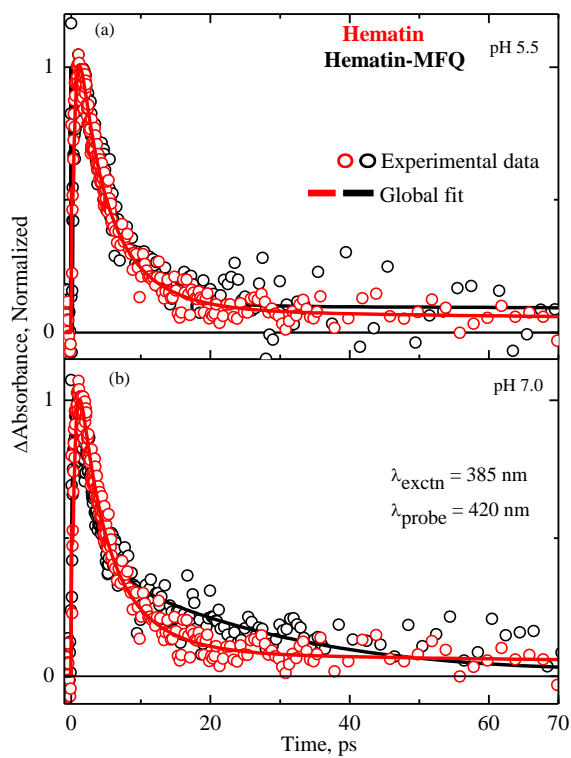 (a)
Hematin
Hematin-MFQ
pH 5.5
Experimental data
Global fit
1
0
ΔAbsorbance, Normalized
(b)
pH 7.0
λexctn = 385 nm
λprobe = 420 nm
1
0
0 20 40 60 70
Time, ps